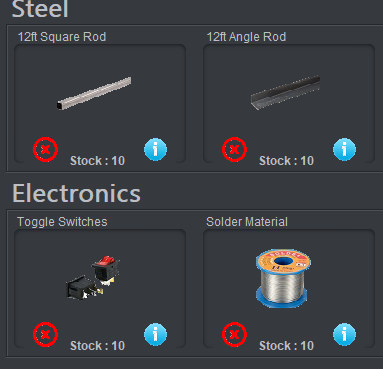 Steel
12ft Square Rod
12ft Angle Rod
Stock : 10
Stock : 10
Electronics
Toggle Switches
Solder Material
SOLDER
Stock : 10
Stock : 10